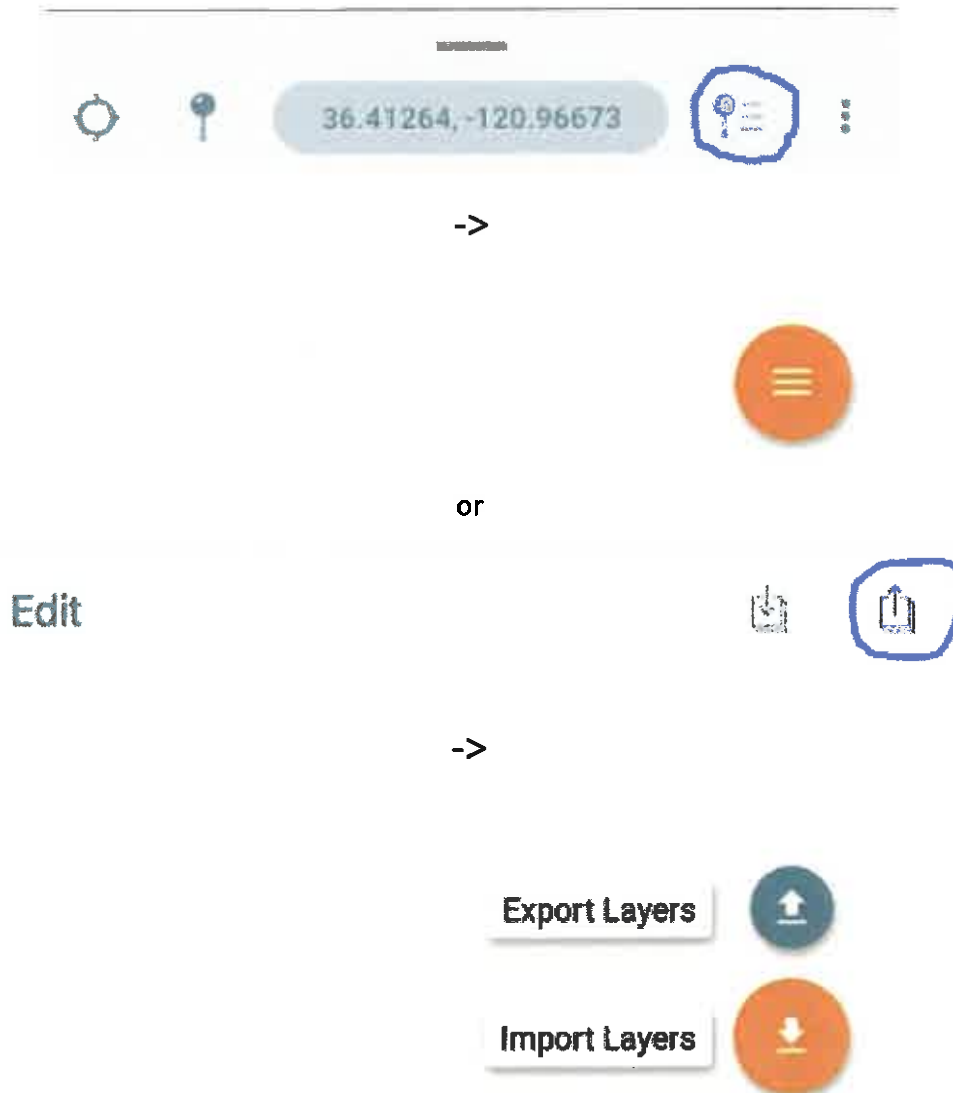 36.41264, -120.96673
->
or
Edit
->
Export Layers
Import Layers